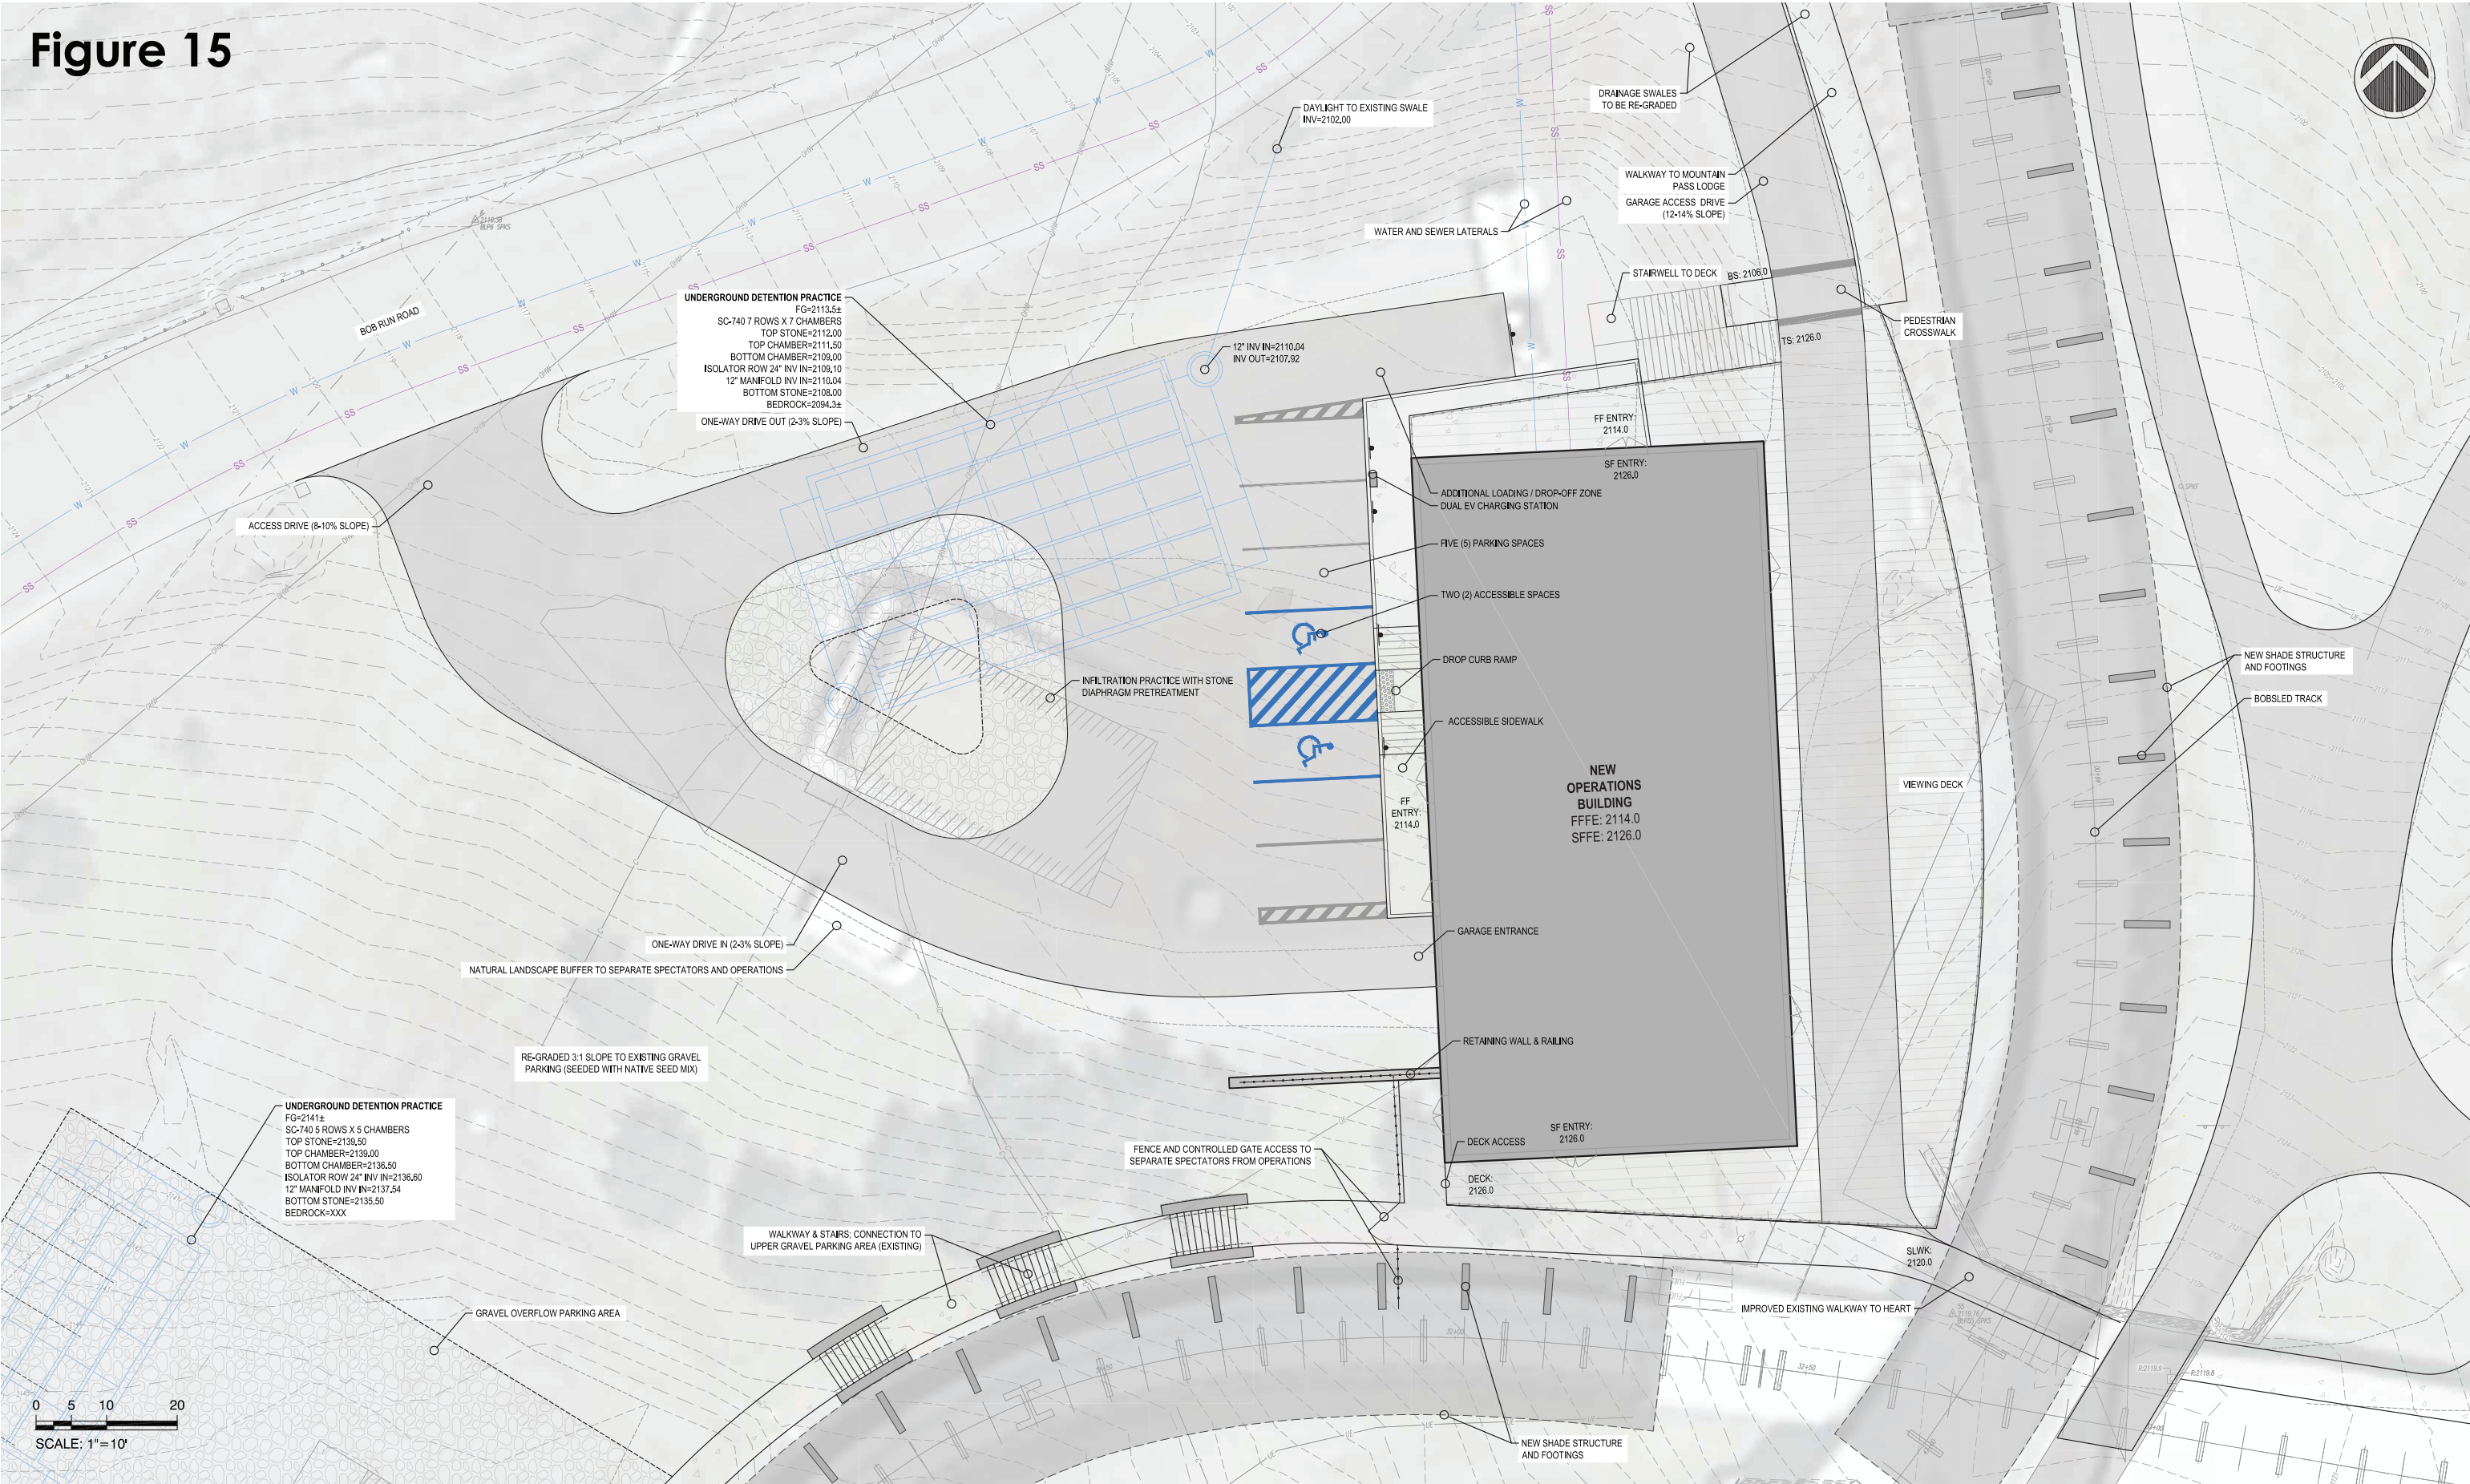 Figure 15
DAYLIGHT TO EXISTING SWALE
INV=2102.00
DRAINAGE SWALES
TO BE RE-GRADED
WALKWAY TO MOUNTAIN
PASS LODGE
GARAGE ACCESS DRIVE
(12-14% SLOPE)
WATER AND SEWER LATERALS
STAIRWELL TO DECK
BS: 2106.0
TS: 2126.0
PEDESTRIAN
CROSSWALK
BOB RUN ROAD
UNDERGROUND DETENTION PRACTICE
FG=2113.5±
SC-740 7 ROWS X 7 CHAMBERS
TOP STONE=2112.00
TOP CHAMBER=2111.50
BOTTOM CHAMBER=2109.00
ISOLATOR ROW 24" INV IN=2109.10
12" MANIFOLD INV IN=2110.04
BOTTOM STONE=2108.00
BEDROCK=2094.3±
ONE-WAY DRIVE OUT (2-3% SLOPE)
12" INV IN=2110.04
INV OUT=2107.92
FF ENTRY:
2114.0
SF ENTRY:
2126.0
ACCESS DRIVE (8-10% SLOPE)
ADDITIONAL LOADING / DROP-OFF ZONE
DUAL EV CHARGING STATION
FIVE (5) PARKING SPACES
TWO (2) ACCESSIBLE SPACES
DROP CURB RAMP
INFILTRATION PRACTICE WITH STONE
DIAPHRAGM PRETREATMENT
ACCESSIBLE SIDEWALK
NEW SHADE STRUCTURE
AND FOOTINGS
BOBSLED TRACK
NEW
OPERATIONS
BUILDING
FFFE: 2114.0
SFFE: 2126.0
VIEWING DECK
FF
ENTRY:
2114.0
GARAGE ENTRANCE
ONE-WAY DRIVE IN (2-3% SLOPE)
NATURAL LANDSCAPE BUFFER TO SEPARATE SPECTATORS AND OPERATIONS
RETAINING WALL & RAILING
RE-GRADED 3:1 SLOPE TO EXISTING GRAVEL
PARKING (SEEDED WITH NATIVE SEED MIX)
UNDERGROUND DETENTION PRACTICE
FG=2141±
SC-740 5 ROWS X 5 CHAMBERS
TOP STONE=2139.50
TOP CHAMBER=2139.00
BOTTOM CHAMBER=2136.50
ISOLATOR ROW 24" INV IN=2136.60
12" MANIFOLD INV IN=2137.54
BOTTOM STONE=2135.50
BEDROCK=XXX
SF ENTRY:
2126.0
DECK ACCESS
FENCE AND CONTROLLED GATE ACCESS TO
SEPARATE SPECTATORS FROM OPERATIONS
DECK:
2126.0
WALKWAY & STAIRS; CONNECTION TO
UPPER GRAVEL PARKING AREA (EXISTING)
SLWK:
2120.0
IMPROVED EXISTING WALKWAY TO HEART
GRAVEL OVERFLOW PARKING AREA
32+00
32+50
R:2119.9
R:2119.8
0 5 10 20
SCALE: 1"=10'
NEW SHADE STRUCTURE
AND FOOTINGS